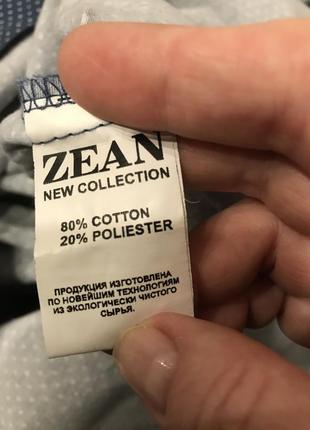 ZEAN
NEW COLLECTION
80% COTTON
20% POLIESTER
ПРОДУКЦИЯ ИЗГОТОВЛЕНА
ПО НОВЕЙШИМ ТЕХНОЛОГИЯМ
ИЗ ЭКОЛОГИЧЕСКИ ЧИСТОГО
СЫРЬЯ.